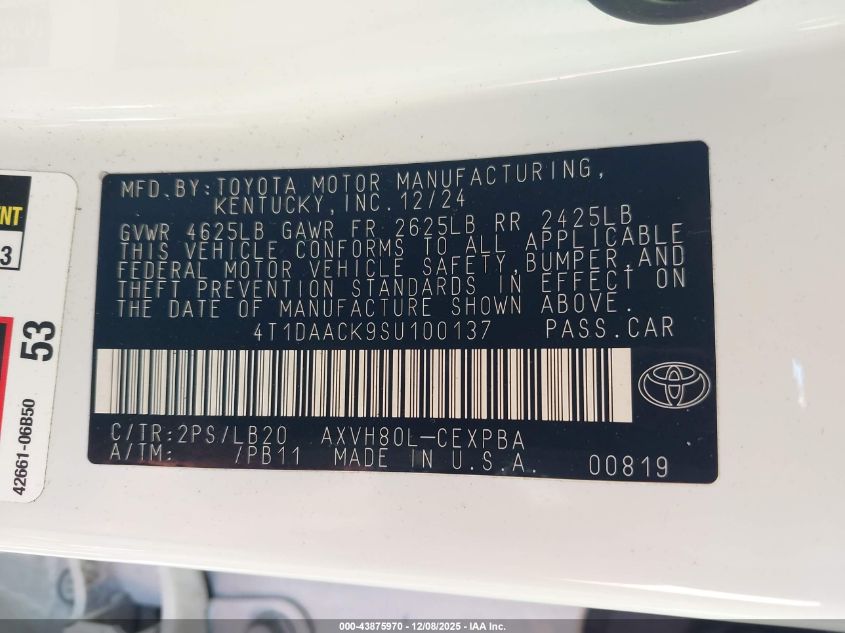 MFD.BY:TOYOTA MOTOR MANUFACTURING,
KENTUCKY,INC.12/24
GVWR 4625LB GAWR FR 2625LB RR 2425LB
THIS VEHICLE CONFORMS TO ALL APPLICABLE
FEDERAL MOTOR VEHICLE SAFETY,BUMPER,AND
THEFT PREVENTION STANDARDS IN EFFECT ON
THE DATE OF MANUFACTURE SHOWN ABOVE.
4T1DAACK9SU100137 PASS.CAR
C/TR:2PS/LB20 AXVH80L-CEXPBA
A/TM: /PB11 MADE IN U.S.A. 00819
NT
3
53
42661-06B50
000-43875970 - 12/08/2025 - IAA Inc.